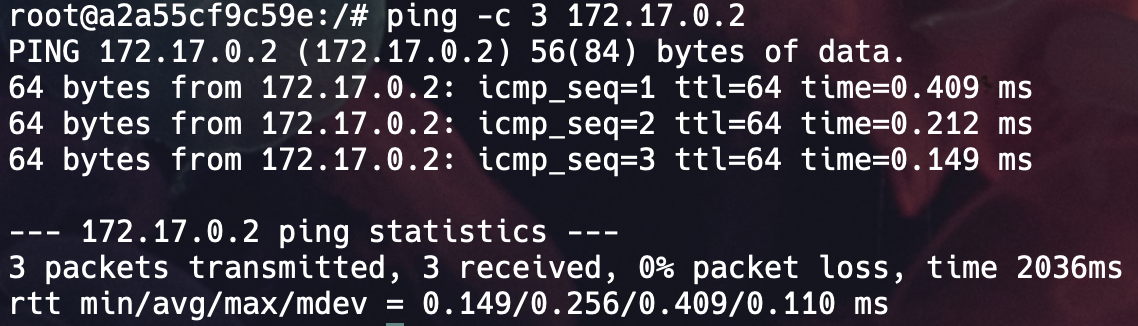 root@a2a55cf9c59e:/# ping -c 3 172.17.0.2
PING 172.17.0.2 (172.17.0.2) 56(84) bytes of data.
64 bytes from 172.17.0.2: icmp_seq=1 ttl=64 time=0.409 ms
64 bytes from 172.17.0.2: icmp_seq=2 ttl=64 time=0.212 ms
64 bytes from 172.17.0.2: icmp_seq=3 ttl=64 time=0.149 ms

--- 172.17.0.2 ping statistics ---
3 packets transmitted, 3 received, 0% packet loss, time 2036ms
rtt min/avg/max/mdev = 0.149/0.256/0.409/0.110 ms